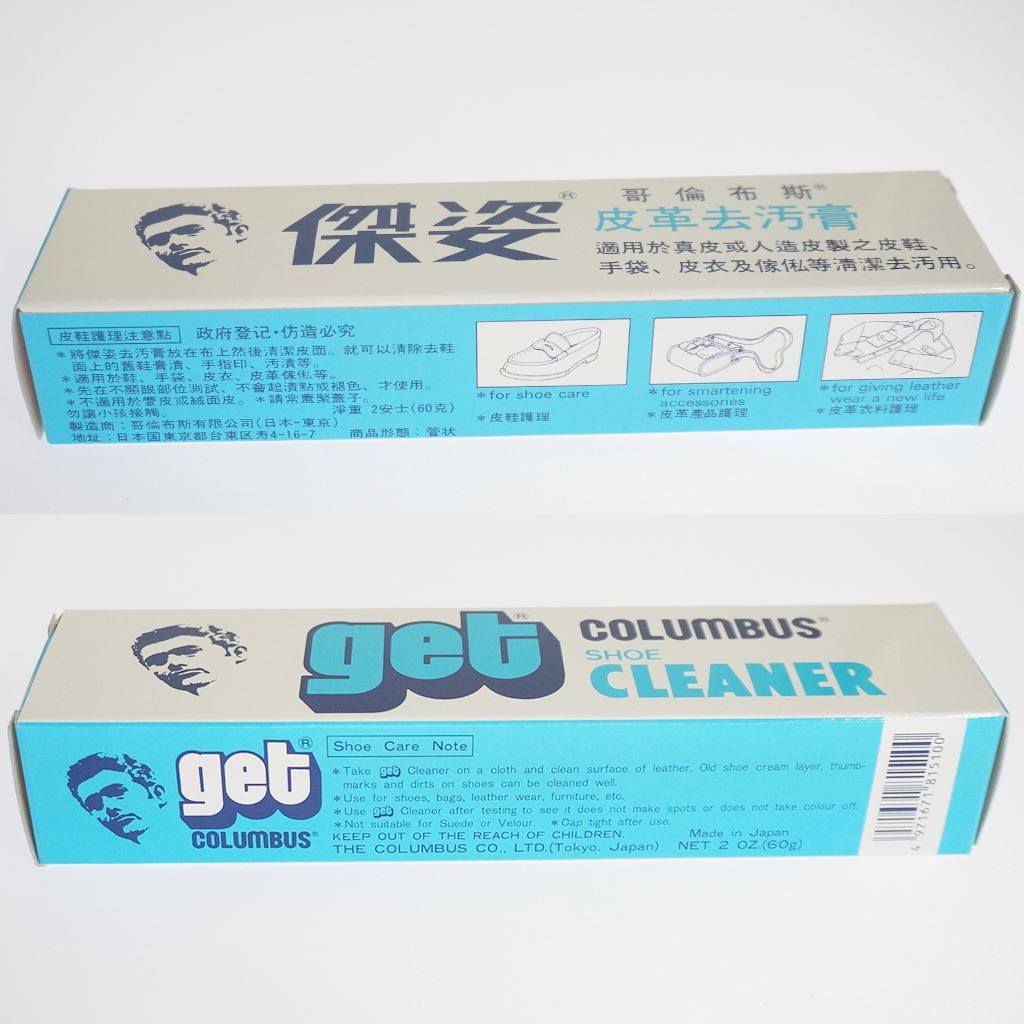 傑姿®
哥倫布斯®
皮革去汚膏
適用於真皮或人造皮製之皮鞋、
手袋、皮衣及傢俬等清潔去汚用。
皮鞋護理注意點 政府登记·仿造必究
*將傑姿去汚膏放在布上然後清潔皮面。就可以清除去鞋
面上的舊鞋膏漬、手指印、汚漬等。
*適用於鞋、手袋、皮衣、皮革傢俬等。
*先在不顯眼部位測試、不會起漬點或褪色、才使用。
*不適用於麖皮或絨面皮。*請常蓋緊蓋子。
勿讓小孩接觸。 淨重 2安士(60克)
製造商:哥倫布斯有限公司(日本-東京)
地址:日本国東京都台東区寿4-16-7 商品形態:管状
*for shoe care
*皮鞋護理
*for smartening
accessories
*皮革產品護理
*for giving leather
wear a new life
*皮革衣料護理
get®
COLUMBUS®
SHOE
CLEANER
get®
COLUMBUS®
Shoe Care Note
*Take get Cleaner on a cloth and clean surface of leather. Old shoe cream layer, thumb-
marks and dirts on shoes can be cleaned well.
*Use for shoes, bags, leather wear, furniture, etc.
*Use get Cleaner after testing to see it does not make spots or does not take colour off.
*Not suitable for Suede or Velour. *Cap tight after use.
KEEP OUT OF THE REACH OF CHILDREN. Made in Japan
THE COLUMBUS CO., LTD.(Tokyo. Japan) NET 2 OZ.(60g)
4 971671 815100